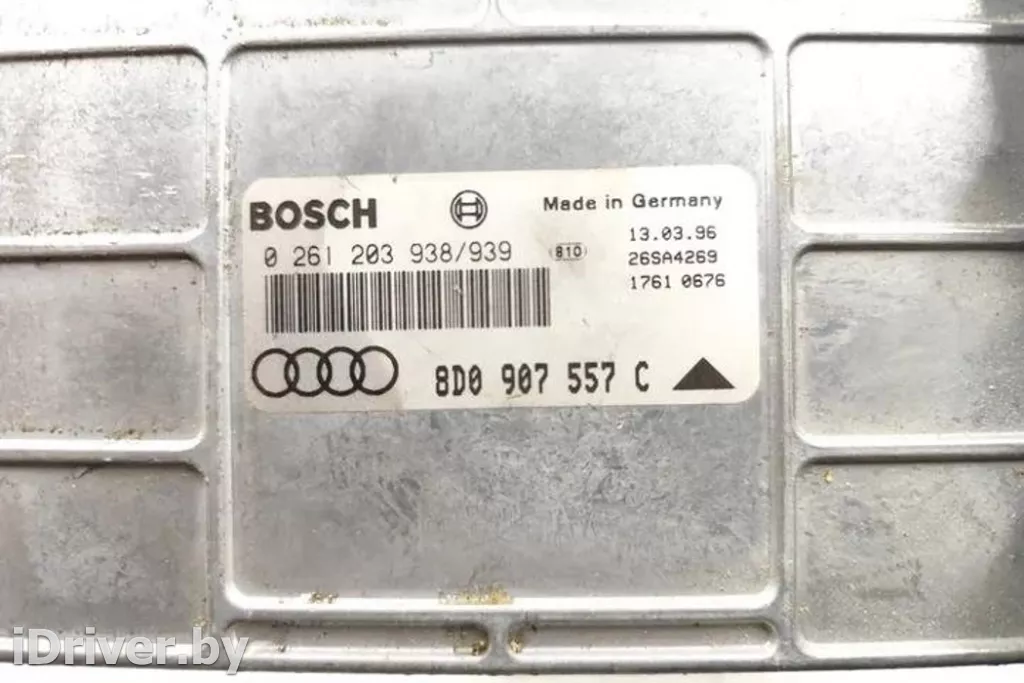 BOSCH
Made in Germany
0 261 203 938/939
810
13.03.96
26SA4269
1761 0676
8D0 907 557 C
iDriver.by